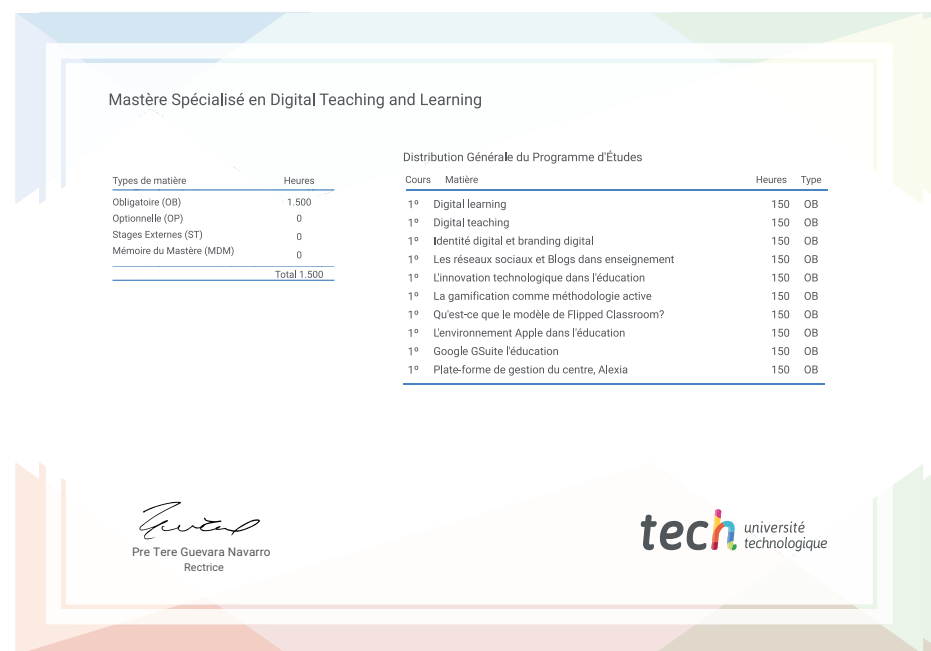 Mastère Spécialisé en Digital Teaching and Learning
Types de matière Heures
Obligatoire (OB) 1.500
Optionnelle (OP) 0
Stages Externes (ST) 0
Mémoire du Mastère (MDM) 0
Total 1.500
Distribution Générale du Programme d'Études
Cours Matière Heures Type
1º Digital learning 150 OB
1º Digital teaching 150 OB
1º Identité digital et branding digital 150 OB
1º Les réseaux sociaux et Blogs dans enseignement 150 OB
1º L'innovation technologique dans l'éducation 150 OB
1º La gamification comme méthodologie active 150 OB
1º Qu'est-ce que le modèle de Flipped Classroom? 150 OB
1º L'environnement Apple dans l'éducation 150 OB
1º Google GSuite l'éducation 150 OB
1º Plate-forme de gestion du centre, Alexia 150 OB
Pre Tere Guevara Navarro
Rectrice
tech université
technologique